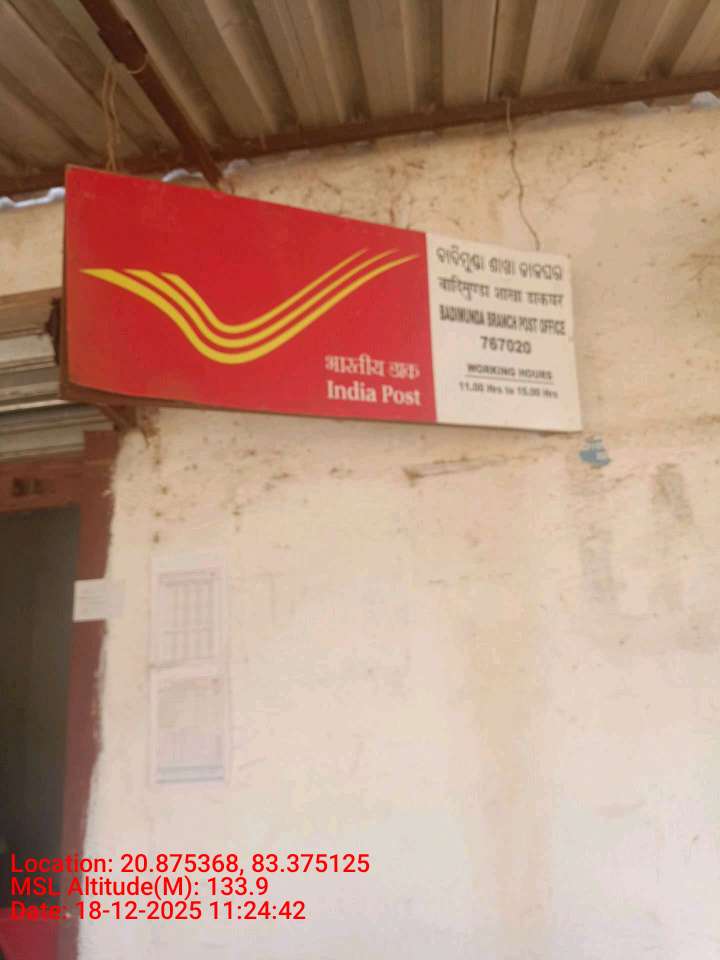 भारतीय डाक
India Post
ବାଦିମୁଣ୍ଡା ଶାଖା ଡାକଘର
बादिमुण्डा शाखा डाकघर
BADIMUNDA BRANCH POST OFFICE
767020
WORKING HOURS
11.00 Hrs to 15.00 Hrs
Location: 20.875368, 83.375125
MSL Altitude(M): 133.9
Date: 18-12-2025 11:24:42